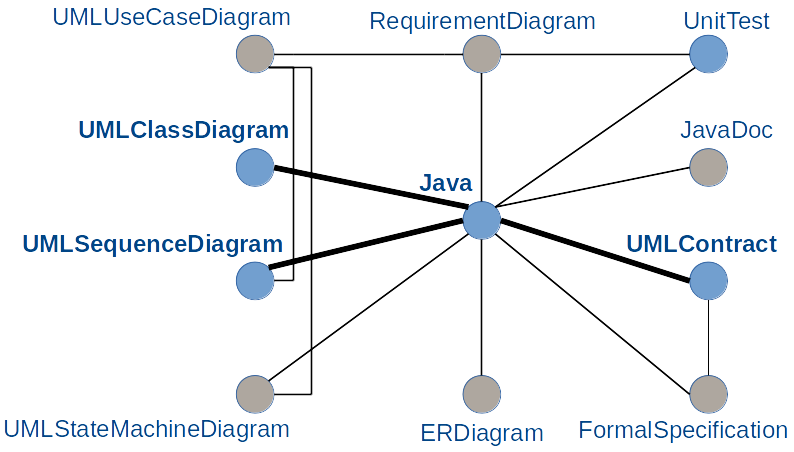 UMLUseCaseDiagram
RequirementDiagram
UnitTest
UMLClassDiagram
JavaDoc
Java
UMLSequenceDiagram
UMLContract
UMLStateMachineDiagram
ERDiagram
FormalSpecification